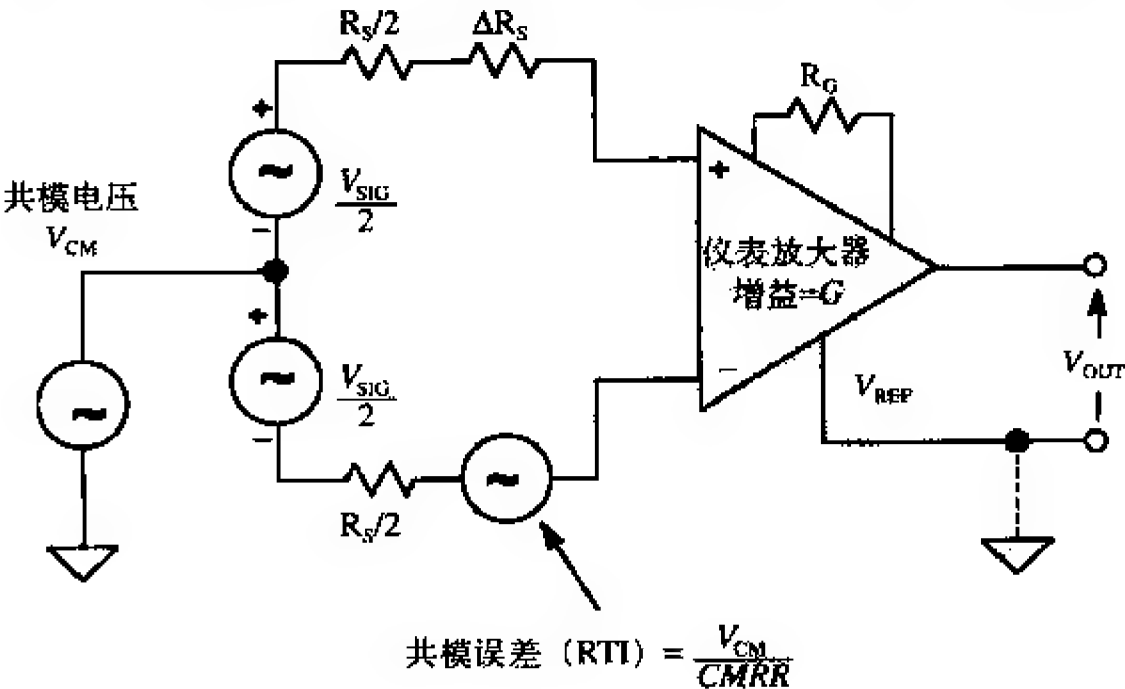 R_S/2
ΔR_S
R_G
+
V_SIG/2
-
共模电压
V_CM
+
V_SIG/2
-
R_S/2
+
仪表放大器
增益=G
-
V_REF
V_OUT
共模误差（RTI）= V_CM/CMRR